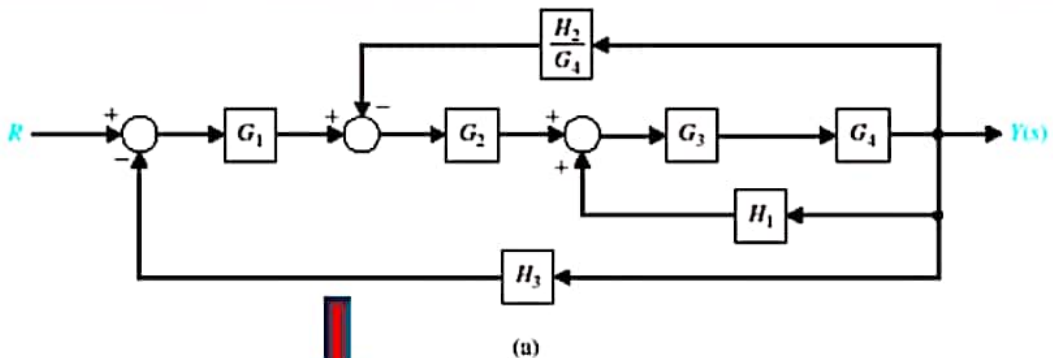 H₂
G₄
R + − G₁ + − G₂ + + G₃ G₄ Y(s)
H₁
H₃
(a)